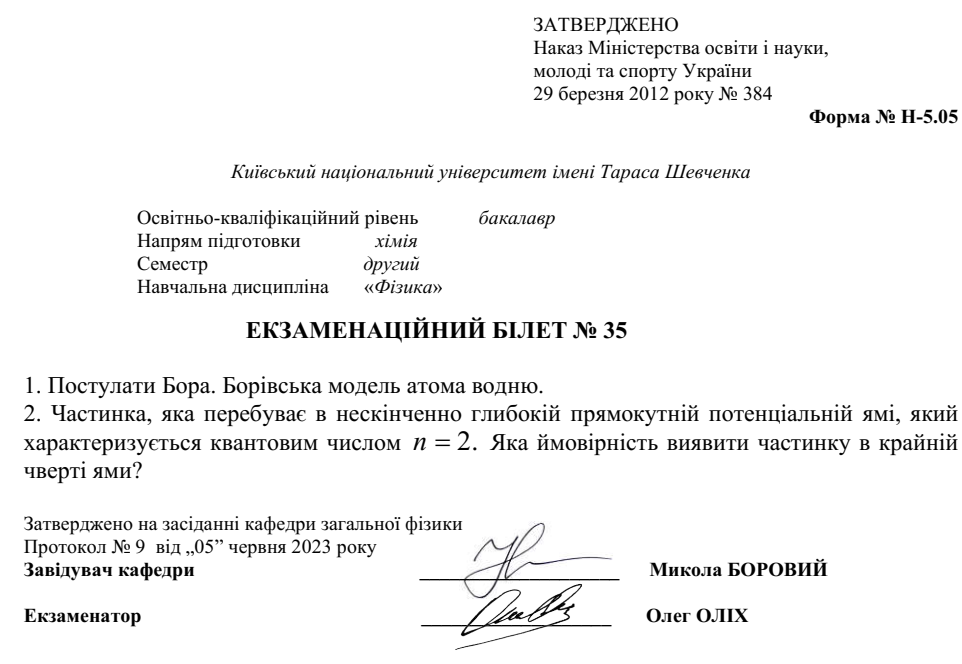 ЗАТВЕРДЖЕНО
Наказ Міністерства освіти і науки,
молоді та спорту України
29 березня 2012 року № 384
Форма № Н-5.05
Київський національний університет імені Тараса Шевченка
Освітньо-кваліфікаційний рівень бакалавр
Напрям підготовки хімія
Семестр другий
Навчальна дисципліна «Фізика»
ЕКЗАМЕНАЦІЙНИЙ БІЛЕТ № 35
1. Постулати Бора. Борівська модель атома водню.
2. Частинка, яка перебуває в нескінченно глибокій прямокутній потенціальній ямі, який
характеризується квантовим числом n = 2. Яка ймовірність виявити частинку в крайній
чверті ями?
Затверджено на засіданні кафедри загальної фізики
Протокол № 9 від „05” червня 2023 року
Завідувач кафедри ____________________ Микола БОРОВИЙ
Екзаменатор ____________________ Олег ОЛІХ